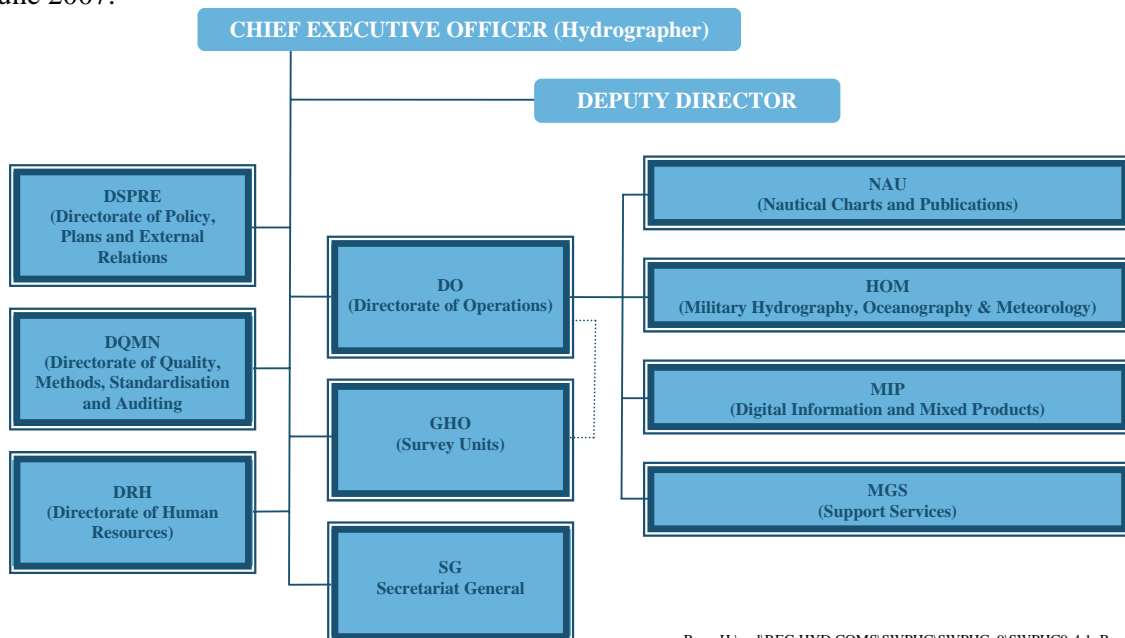 une 2007.
CHIEF EXECUTIVE OFFICER (Hydrographer)
DEPUTY DIRECTOR
DSPRE
(Directorate of Policy,
Plans and External
Relations
DQMN
(Directorate of Quality,
Methods, Standardisation
and Auditing
DRH
(Directorate of Human
Resources)
DO
(Directorate of Operations)
GHO
(Survey Units)
SG
Secretariat General
NAU
(Nautical Charts and Publications)
HOM
(Military Hydrography, Oceanography & Meteorology)
MIP
(Digital Information and Mixed Products)
MGS
(Support Services)